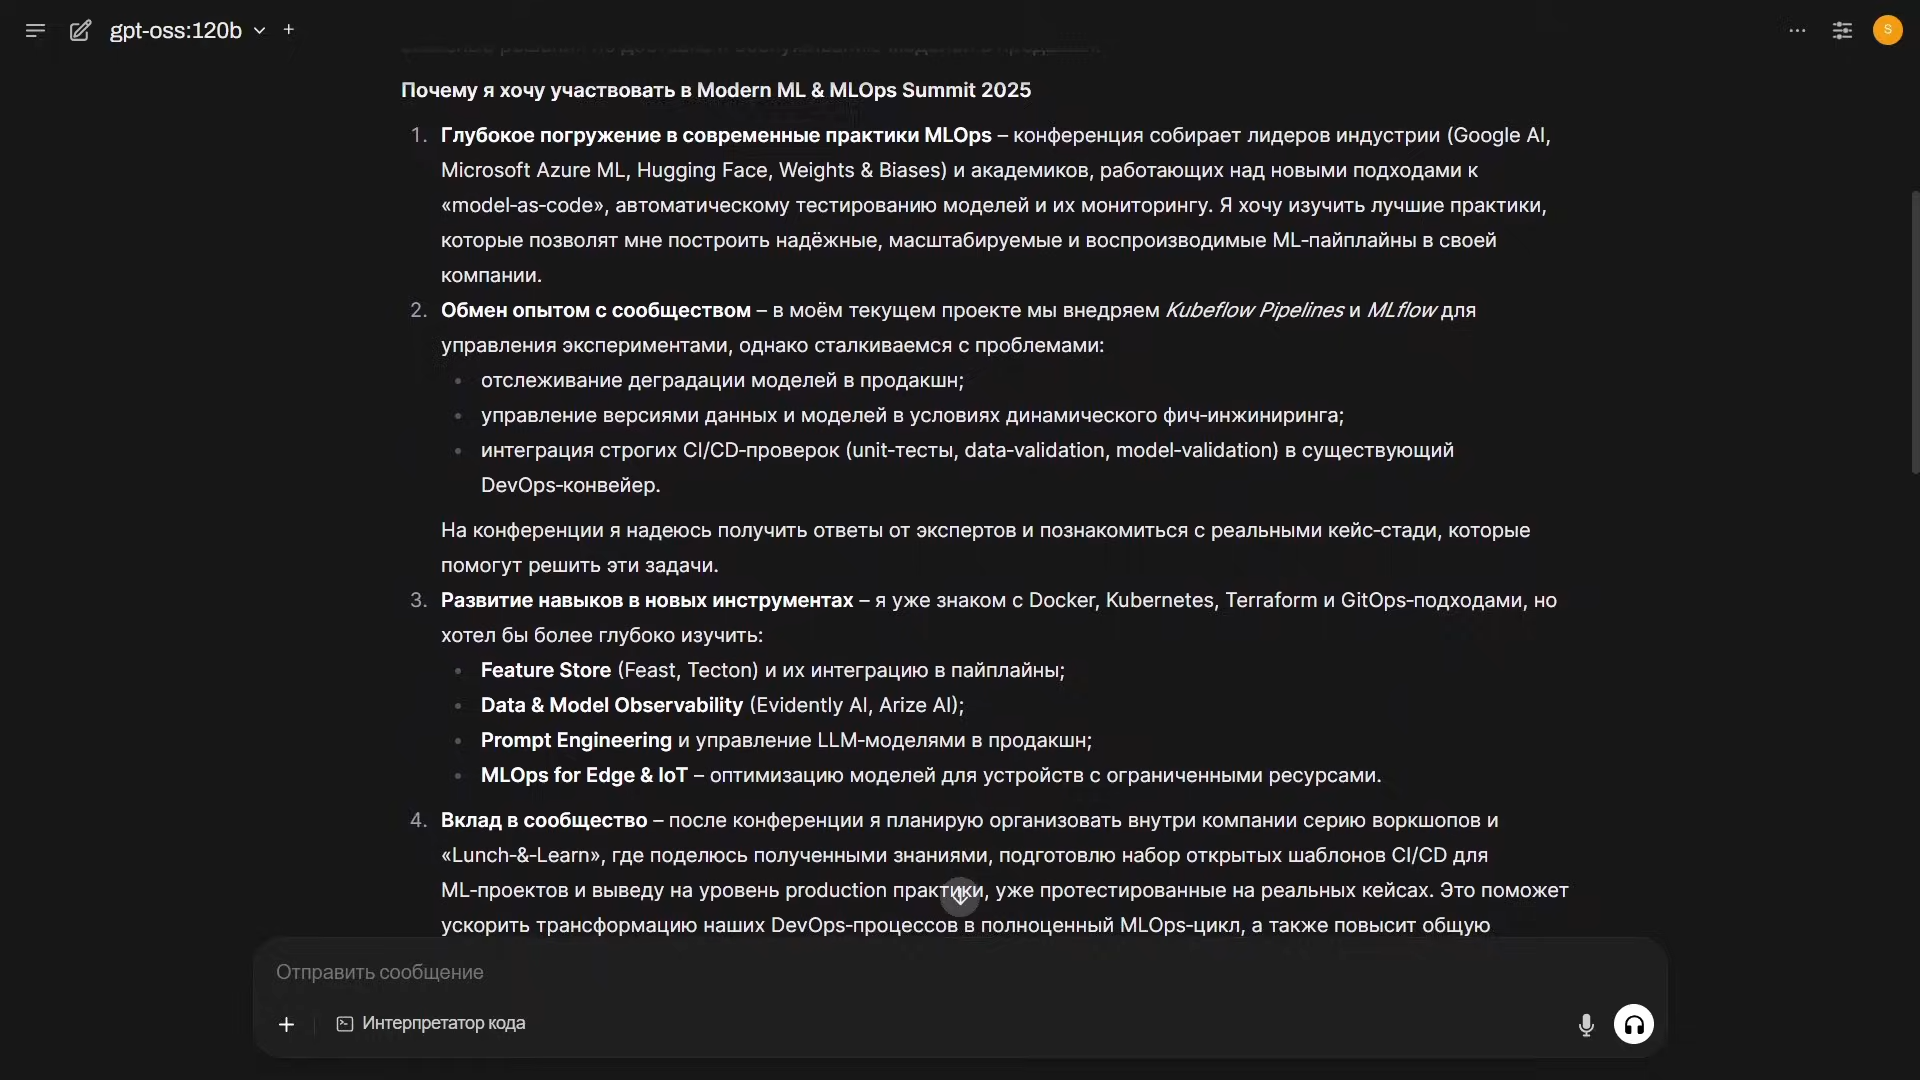 gpt-oss:120b
S
Почему я хочу участвовать в Modern ML & MLOps Summit 2025
1. Глубокое погружение в современные практики MLOps – конференция собирает лидеров индустрии (Google AI,
Microsoft Azure ML, Hugging Face, Weights & Biases) и академиков, работающих над новыми подходами к
«model-as-code», автоматическому тестированию моделей и их мониторингу. Я хочу изучить лучшие практики,
которые позволят мне построить надёжные, масштабируемые и воспроизводимые ML-пайплайны в своей
компании.
2. Обмен опытом с сообществом – в моём текущем проекте мы внедряем Kubeflow Pipelines и MLflow для
управления экспериментами, однако сталкиваемся с проблемами:
• отслеживание деградации моделей в продакшн;
• управление версиями данных и моделей в условиях динамического фич-инжиниринга;
• интеграция строгих CI/CD-проверок (unit-тесты, data-validation, model-validation) в существующий
DevOps-конвейер.
На конференции я надеюсь получить ответы от экспертов и познакомиться с реальными кейс-стади, которые
помогут решить эти задачи.
3. Развитие навыков в новых инструментах – я уже знаком с Docker, Kubernetes, Terraform и GitOps-подходами, но
хотел бы более глубоко изучить:
• Feature Store (Feast, Tecton) и их интеграцию в пайплайны;
• Data & Model Observability (Evidently AI, Arize AI);
• Prompt Engineering и управление LLM-моделями в продакшн;
• MLOps for Edge & IoT – оптимизацию моделей для устройств с ограниченными ресурсами.
4. Вклад в сообщество – после конференции я планирую организовать внутри компании серию воркшопов и
«Lunch-&-Learn», где поделюсь полученными знаниями, подготовлю набор открытых шаблонов CI/CD для
ML-проектов и выведу на уровень production практики, уже протестированные на реальных кейсах. Это поможет
ускорить трансформацию наших DevOps-процессов в полноценный MLOps-цикл, а также повысит общую
Отправить сообщение
Интерпретатор кода